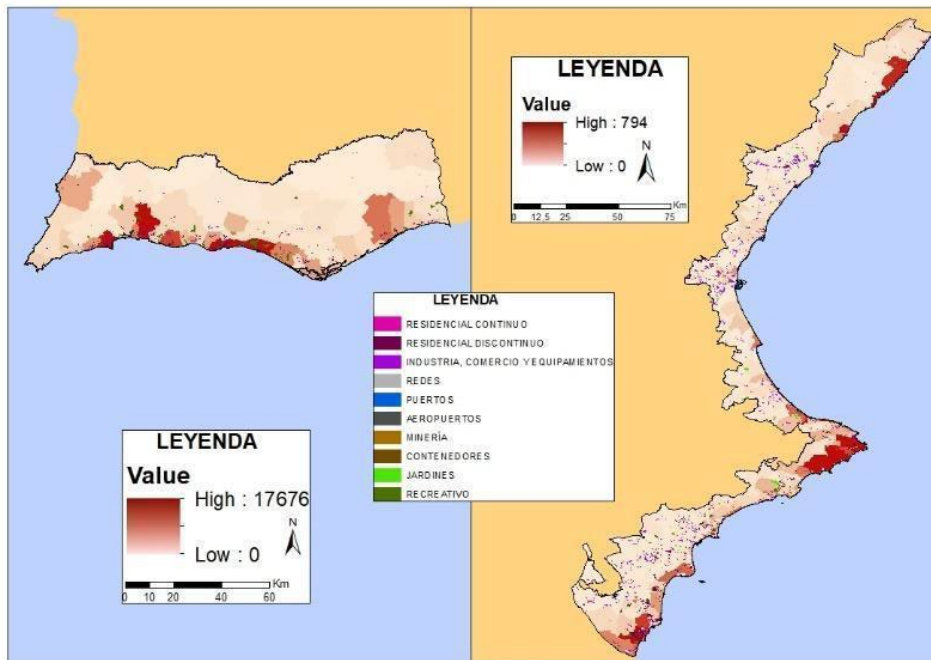 LEYENDA
Value
High : 794
Low : 0
N
0 12,5 25 50 75
Km
LEYENDA
RESIDENCIAL CONTINUO
RESIDENCIAL DISCONTINUO
INDUSTRIA, COMERCIO Y EQUIPAMIENTOS
REDES
PUERTOS
AEROPUERTOS
MINERÍA
CONTENEDORES
JARDINES
RECREATIVO
LEYENDA
Value
High : 17676
Low : 0
N
0 10 20 40 60
Km